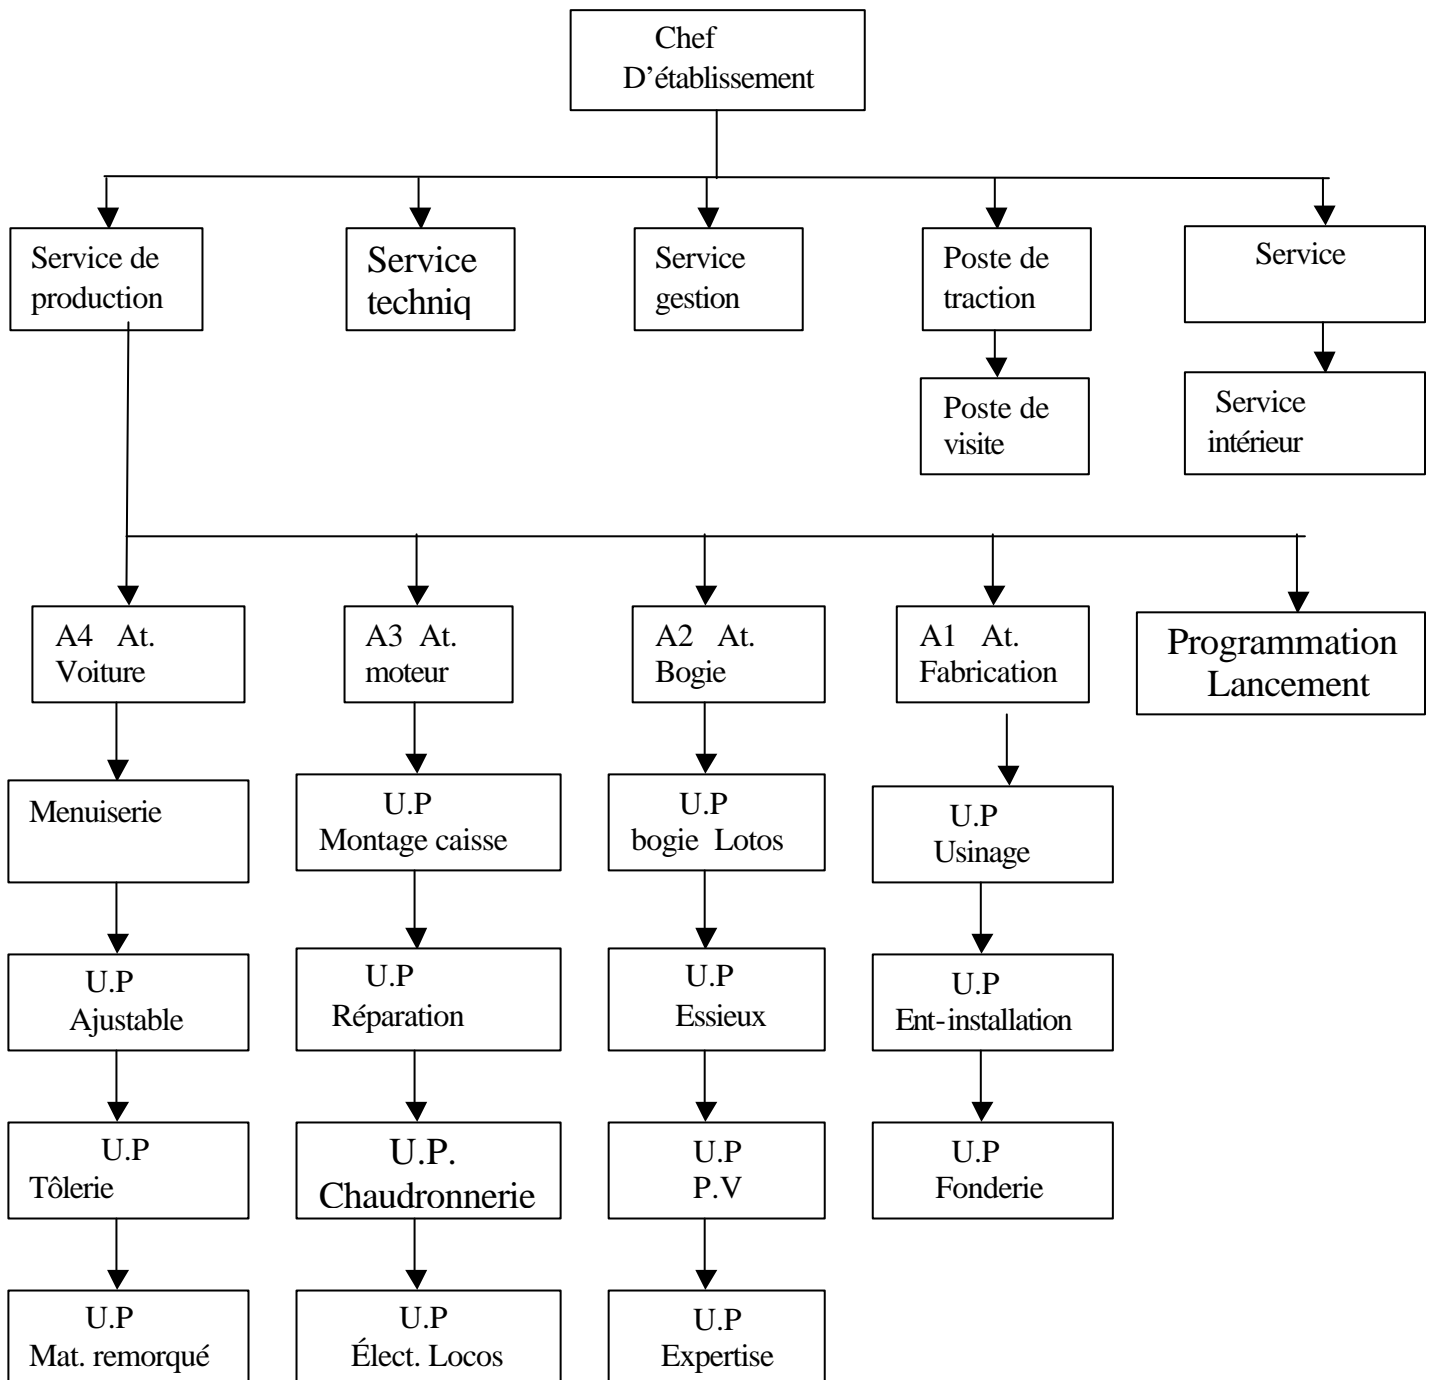 Chef
D’établissement
Service de
production
Service
techniq
Service
gestion
Poste de
traction
Service
Poste de
visite
Service
intérieur
A4 At.
Voiture
A3 At.
moteur
A2 At.
Bogie
A1 At.
Fabrication
Programmation
Lancement
Menuiserie
U.P
Montage caisse
U.P
bogie Lotos
U.P
Usinage
U.P
Ajustable
U.P
Réparation
U.P
Essieux
U.P
Ent-installation
U.P
Tôlerie
U.P.
Chaudronnerie
U.P
P.V
U.P
Fonderie
U.P
Mat. remorqué
U.P
Élect. Locos
U.P
Expertise